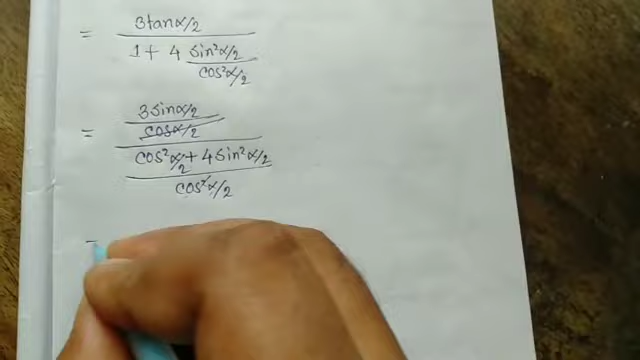 = 3tanα/2
1 + 4 sin²α/2
cos²α/2
= 3sinα/2
cosα/2
cos²α/2 + 4sin²α/2
cos²α/2
=